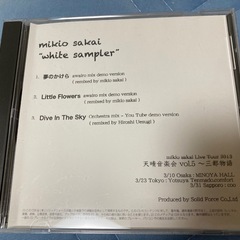 mikio sakai
"white sampler"
1. 夢のかけら awairo mix demo version
( remixed by mikio sakai )
2. Little Flowers awairo mix demo version
( remixed by mikio sakai )
3. Dive In The Sky Orchestra mix - You Tube demo version
( remixed by Hiroshi Uesugi )
mikio sakai Live Tour 2013
天晴音楽会 vol.5 〜三都物語
3/10 Osaka : MINOYA HALL
3/23 Tokyo : Yotsuya Tenmadocomfort
3/31 Sapporo : zoo
Produced by Solid Force Co.,Ltd